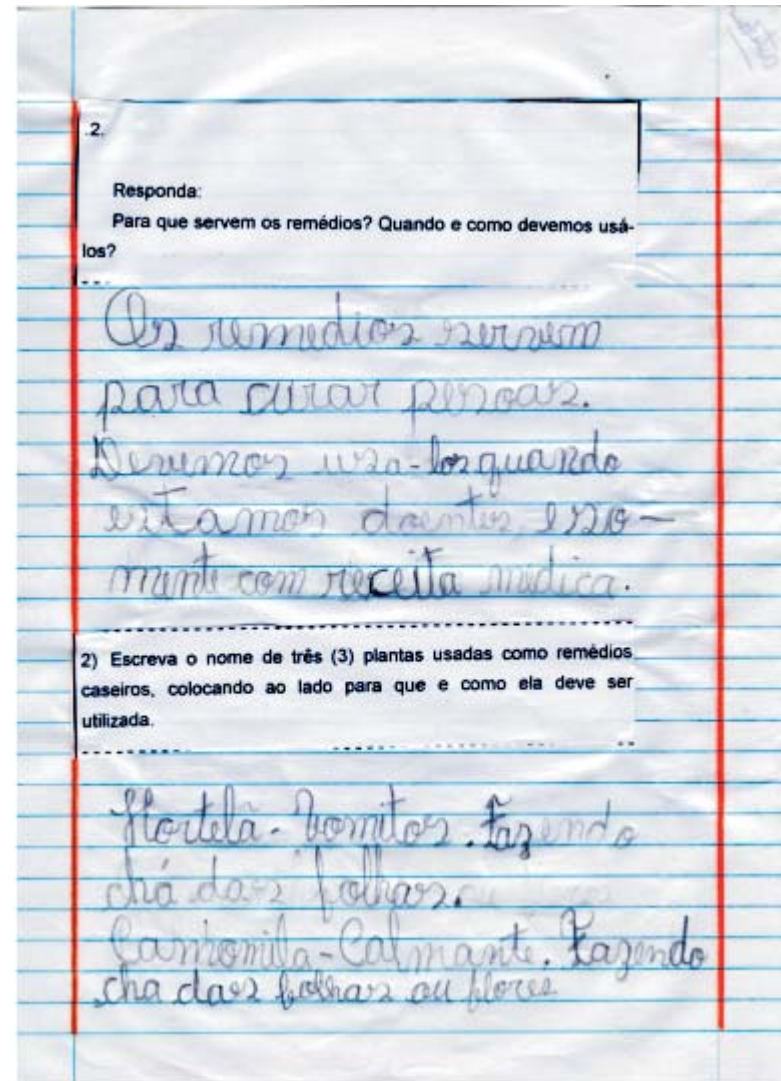 .2.
Responda:
Para que servem os remédios? Quando e como devemos usá-
los?
Os remedios servem
para curar pessoas.
Devemos usa-los quando
estamos doentes e so-
mente com receita medica.
2) Escreva o nome de três (3) plantas usadas como remédios
caseiros, colocando ao lado para que e como ela deve ser
utilizada.
Hortelã - Vomitos. Fazendo
chá das folhas.
Camomila - Calmante. Fazendo
cha das folhas ou flores